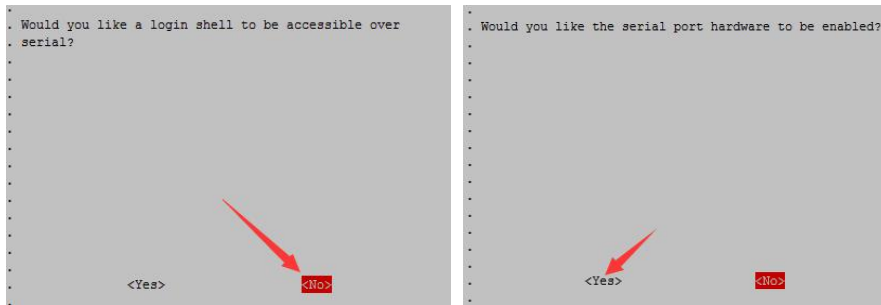 . Would you like a login shell to be accessible over
. serial?
<Yes> <No>
. Would you like the serial port hardware to be enabled?
<Yes> <No>